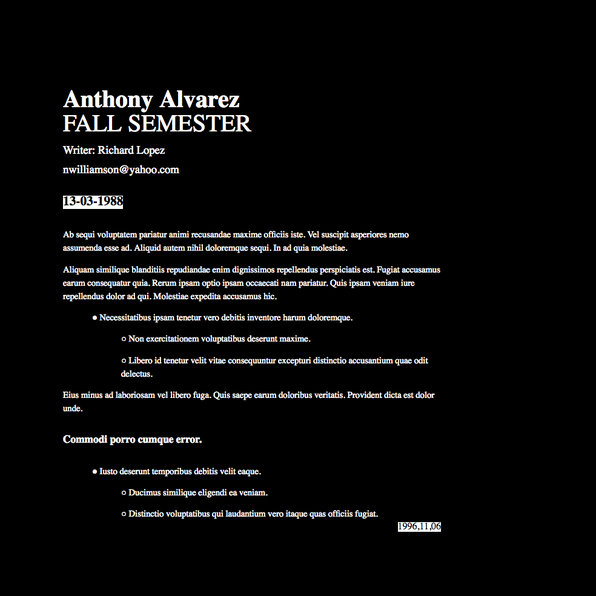 Anthony Alvarez
FALL SEMESTER
Writer: Richard Lopez
nwilliamson@yahoo.com
13-03-1988
Ab sequi voluptatem pariatur animi recusandae maxime officiis iste. Vel suscipit asperiores nemo
assumenda esse ad. Aliquid autem nihil doloremque sequi. In ad quia molestiae.
Aliquam similique blanditiis repudiandae enim dignissimos repellendus perspiciatis est. Fugiat accusamus
earum consequatur quia. Rerum ipsam optio ipsam occaecati nam pariatur. Quis ipsam veniam iure
repellendus dolor ad qui. Molestiae expedita accusamus hic.
● Necessitatibus ipsam tenetur vero debitis inventore harum doloremque.
○ Non exercitationem voluptatibus deserunt maxime.
○ Libero id tenetur velit vitae consequuntur excepturi distinctio accusantium quae odit
delectus.
Eius minus ad laboriosam vel libero fuga. Quis saepe earum doloribus veritatis. Provident dicta est dolor
unde.
Commodi porro cumque error.
● Iusto deserunt temporibus debitis velit eaque.
○ Ducimus similique eligendi ea veniam.
○ Distinctio voluptatibus qui laudantium vero itaque quas officiis fugiat.
1996,11,06